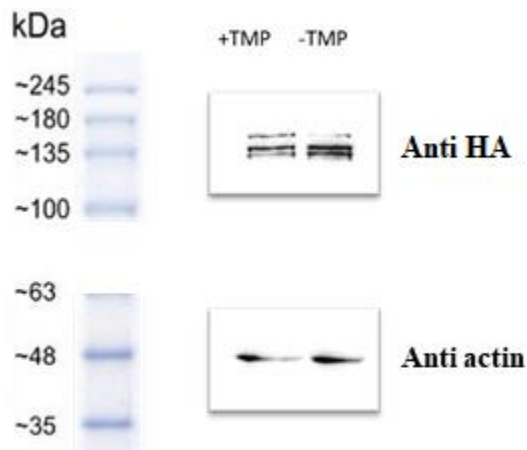 kDa
+TMP -TMP
~245
~180
~135
~100
Anti HA
~63
~48
~35
Anti actin